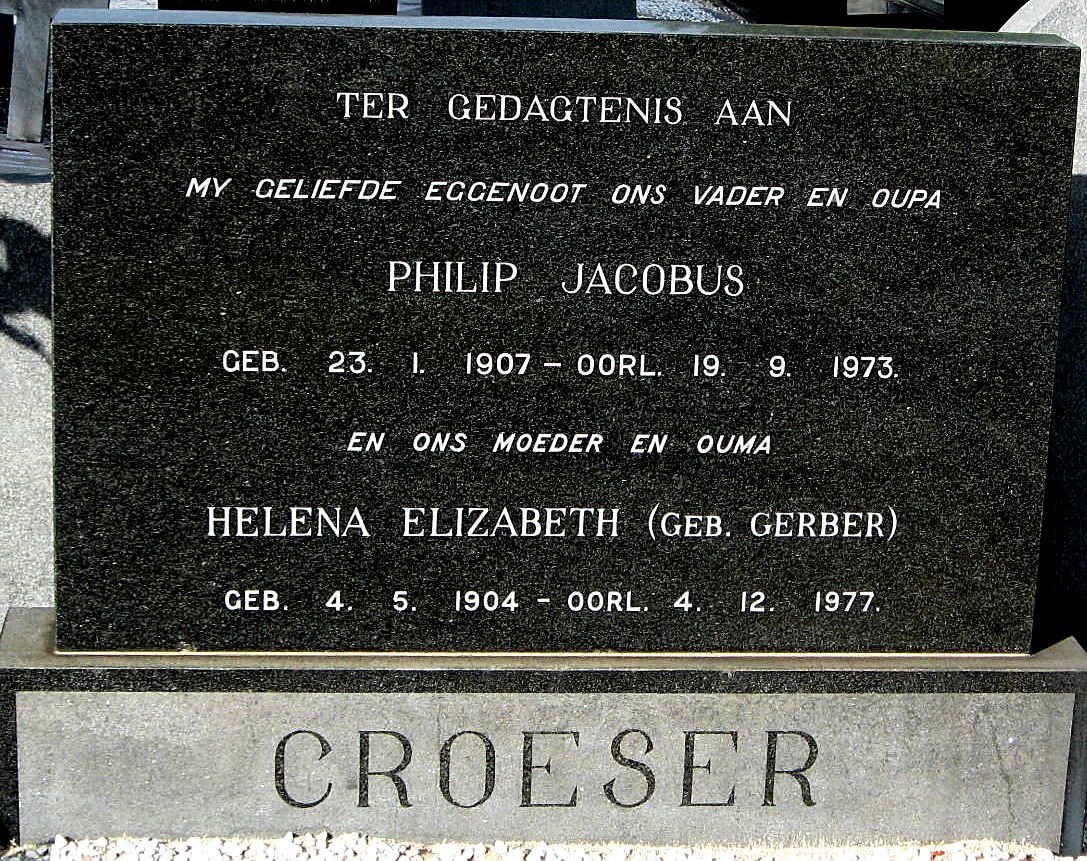 TER GEDAGTENIS AAN
MY GELIEFDE EGGENOOT ONS VADER EN OUPA
PHILIP JACOBUS
GEB. 23. 1. 1907 – OORL. 19. 9. 1973.
EN ONS MOEDER EN OUMA
HELENA ELIZABETH (GEB. GERBER)
GEB. 4. 5. 1904 - OORL. 4. 12. 1977.
CROESER